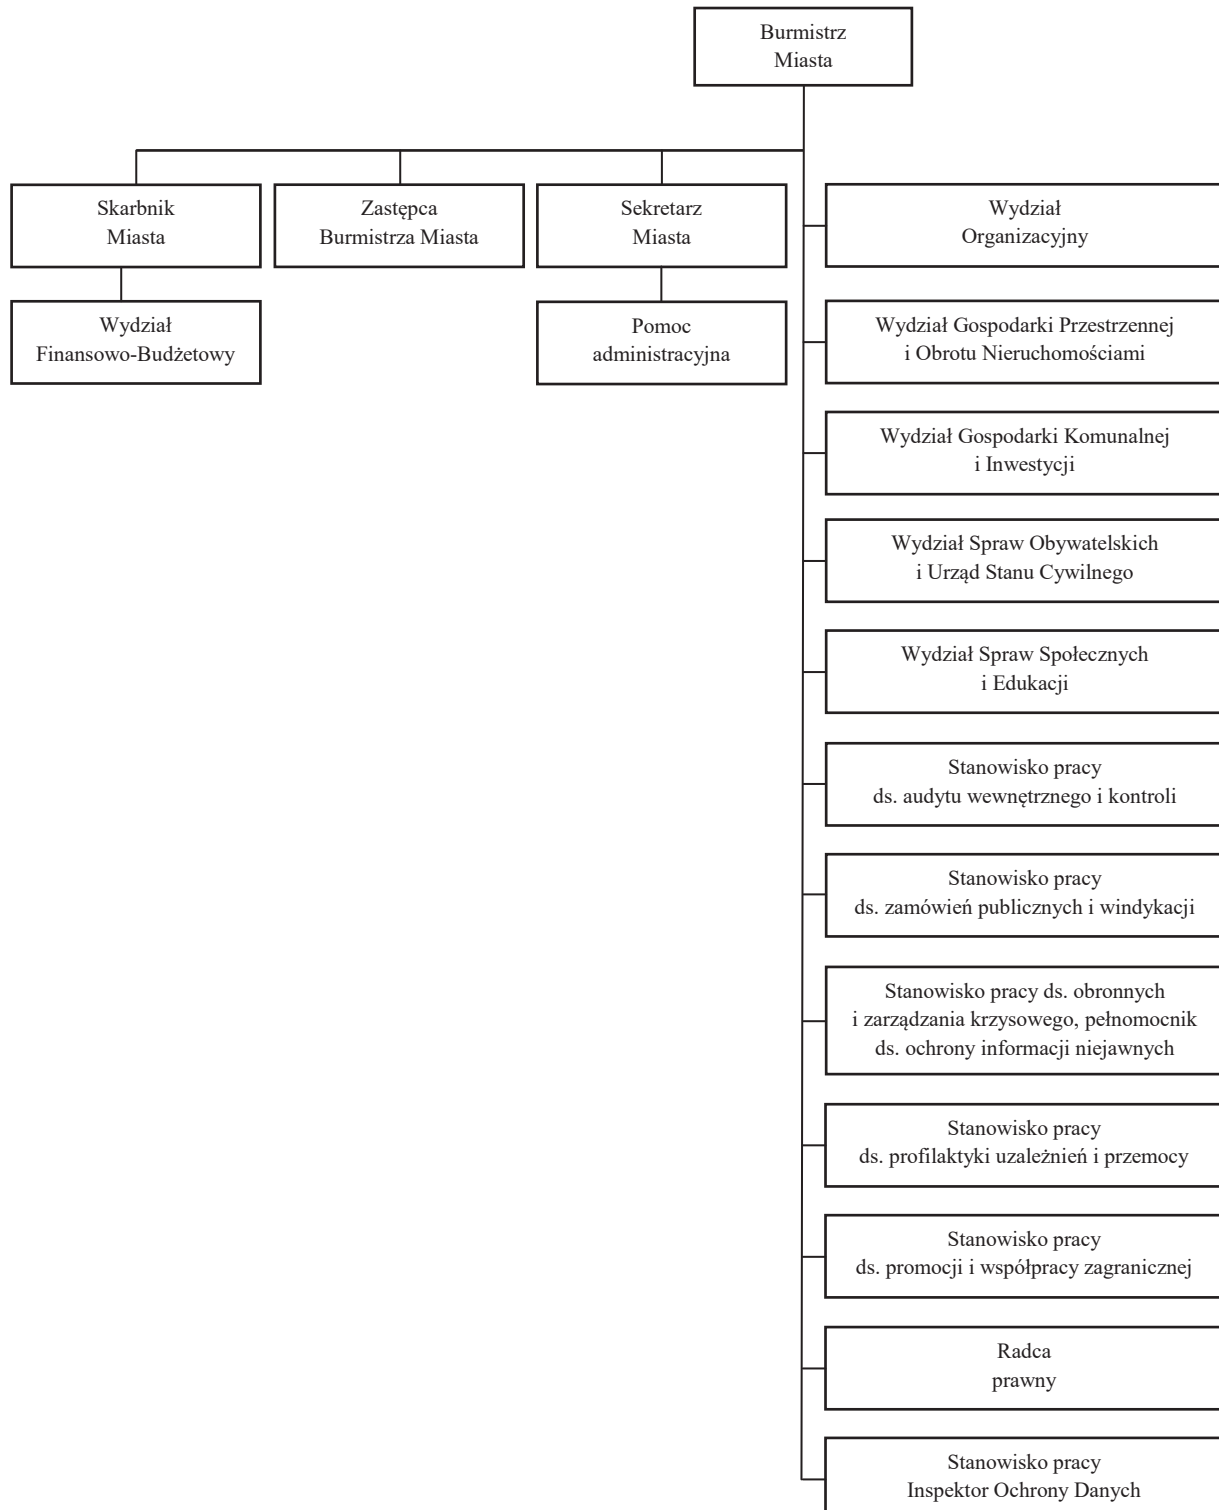 Burmistrz
Miasta
Skarbnik
Miasta
Zastępca
Burmistrza Miasta
Sekretarz
Miasta
Wydział
Organizacyjny
Wydział
Finansowo-Budżetowy
Pomoc
administracyjna
Wydział Gospodarki Przestrzennej
i Obrotu Nieruchomościami
Wydział Gospodarki Komunalnej
i Inwestycji
Wydział Spraw Obywatelskich
i Urząd Stanu Cywilnego
Wydział Spraw Społecznych
i Edukacji
Stanowisko pracy
ds. audytu wewnętrznego i kontroli
Stanowisko pracy
ds. zamówień publicznych i windykacji
Stanowisko pracy ds. obronnych
i zarządzania krzysowego, pełnomocnik
ds. ochrony informacji niejawnych
Stanowisko pracy
ds. profilaktyki uzależnień i przemocy
Stanowisko pracy
ds. promocji i współpracy zagranicznej
Radca
prawny
Stanowisko pracy
Inspektor Ochrony Danych